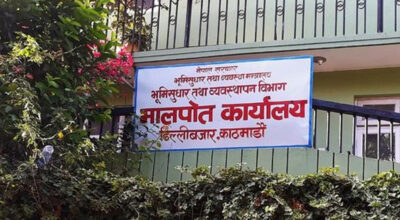 नेपाल सरकार
भूमिसुधार तथा व्यवस्था मन्त्रालय
भूमिसुधार तथा व्यवस्थापन विभाग
मालपोत कार्यालय
डिल्लीबजार, काठमाडौं